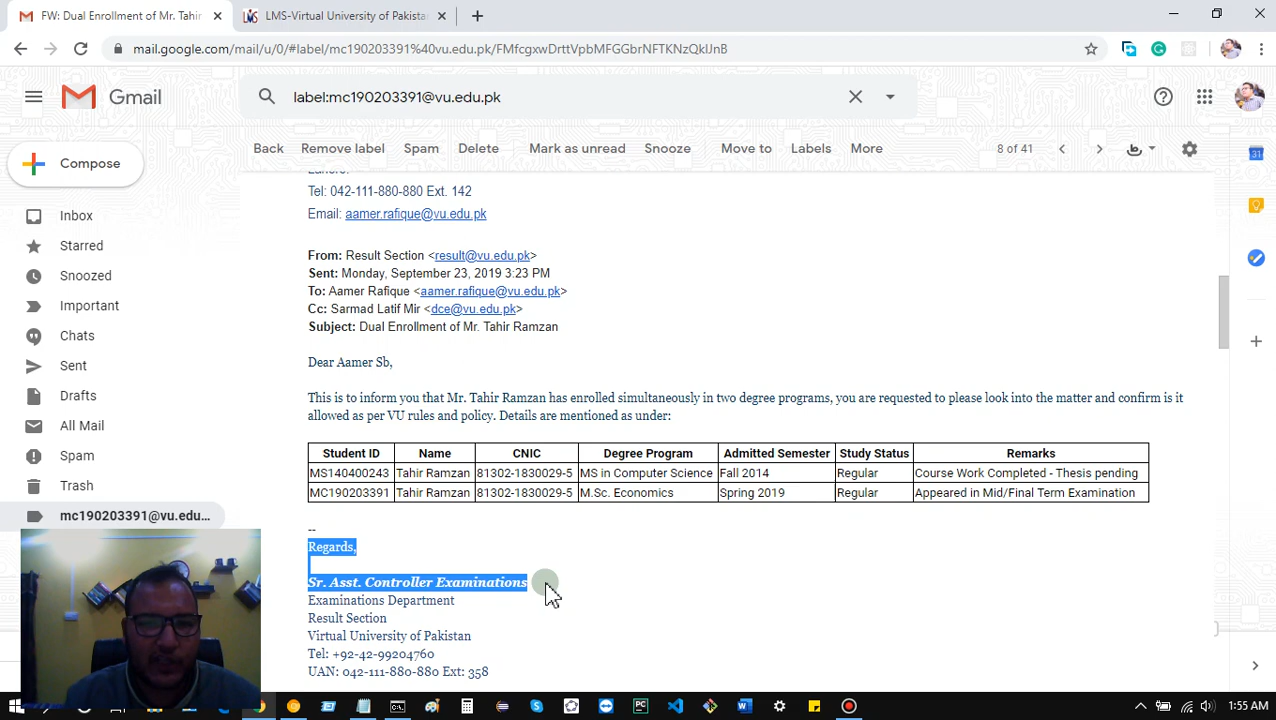 FW: Dual Enrollment of Mr. Tahir
LMS-Virtual University of Pakistan
mail.google.com/mail/u/0/#label/mc190203391%40vu.edu.pk/FMfcgxwDrttVpbMFGGbrNFTKNzQkIJnB
Gmail
label:mc190203391@vu.edu.pk
Compose
Back Remove label Spam Delete Mark as unread Snooze Move to Labels More 8 of 41
Inbox
Starred
Snoozed
Important
Chats
Sent
Drafts
All Mail
Spam
Trash
mc190203391@vu.edu.pk...
Lahore.
Tel: 042-111-880-880 Ext. 142
Email: aamer.rafique@vu.edu.pk
From: Result Section <result@vu.edu.pk>
Sent: Monday, September 23, 2019 3:23 PM
To: Aamer Rafique <aamer.rafique@vu.edu.pk>
Cc: Sarmad Latif Mir <dce@vu.edu.pk>
Subject: Dual Enrollment of Mr. Tahir Ramzan
Dear Aamer Sb,
This is to inform you that Mr. Tahir Ramzan has enrolled simultaneously in two degree programs, you are requested to please look into the matter and confirm is it
allowed as per VU rules and policy. Details are mentioned as under:
Student ID Name CNIC Degree Program Admitted Semester Study Status Remarks
MS140400243 Tahir Ramzan 81302-1830029-5 MS in Computer Science Fall 2014 Regular Course Work Completed - Thesis pending
MC190203391 Tahir Ramzan 81302-1830029-5 M.Sc. Economics Spring 2019 Regular Appeared in Mid/Final Term Examination
--
Regards,
Sr. Asst. Controller Examinations
Examinations Department
Result Section
Virtual University of Pakistan
Tel: +92-42-99204760
UAN: 042-111-880-880 Ext: 358
1:55 AM